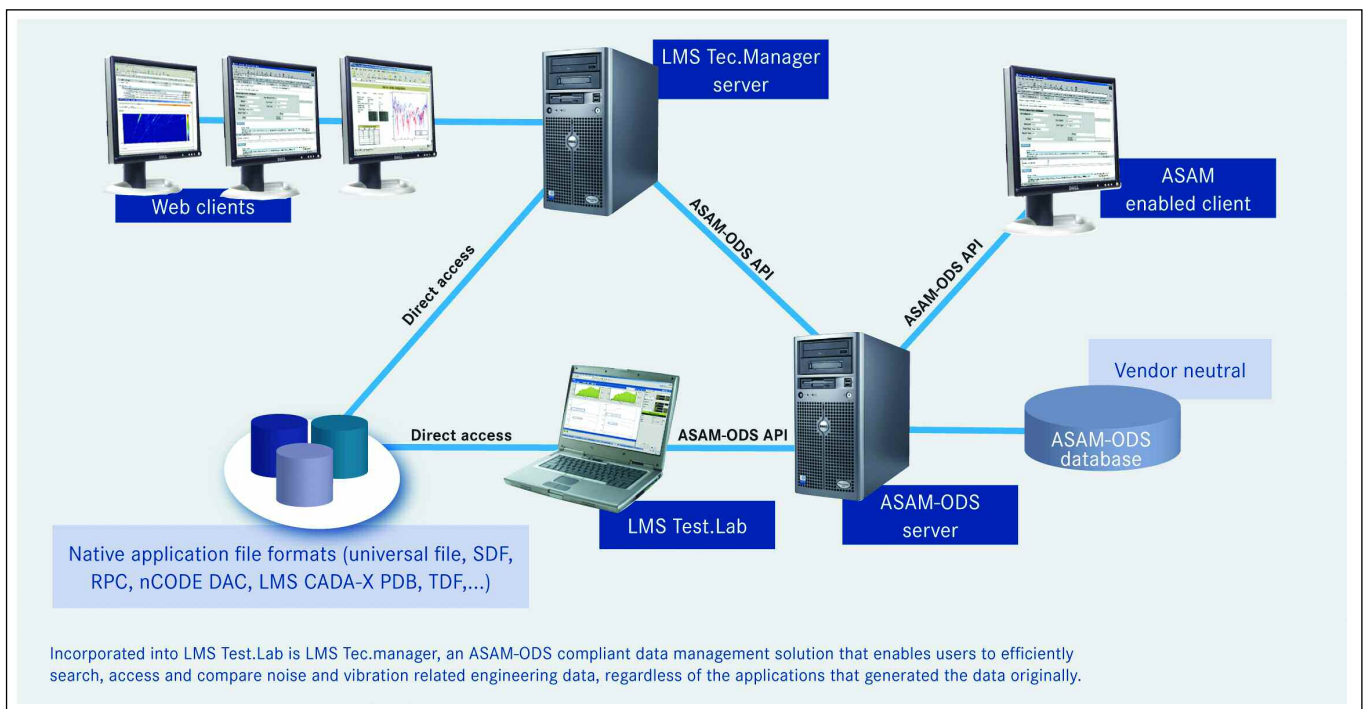 LMS Tec.Manager
server
Web clients
ASAM
enabled client
Direct access
ASAM-ODS API
ASAM-ODS API
Vendor neutral
Direct access
ASAM-ODS API
ASAM-ODS
database
LMS Test.Lab
ASAM-ODS
server
Native application file formats (universal file, SDF,
RPC, nCODE DAC, LMS CADA-X PDB, TDF,...)
Incorporated into LMS Test.Lab is LMS Tec.manager, an ASAM-ODS compliant data management solution that enables users to efficiently
search, access and compare noise and vibration related engineering data, regardless of the applications that generated the data originally.